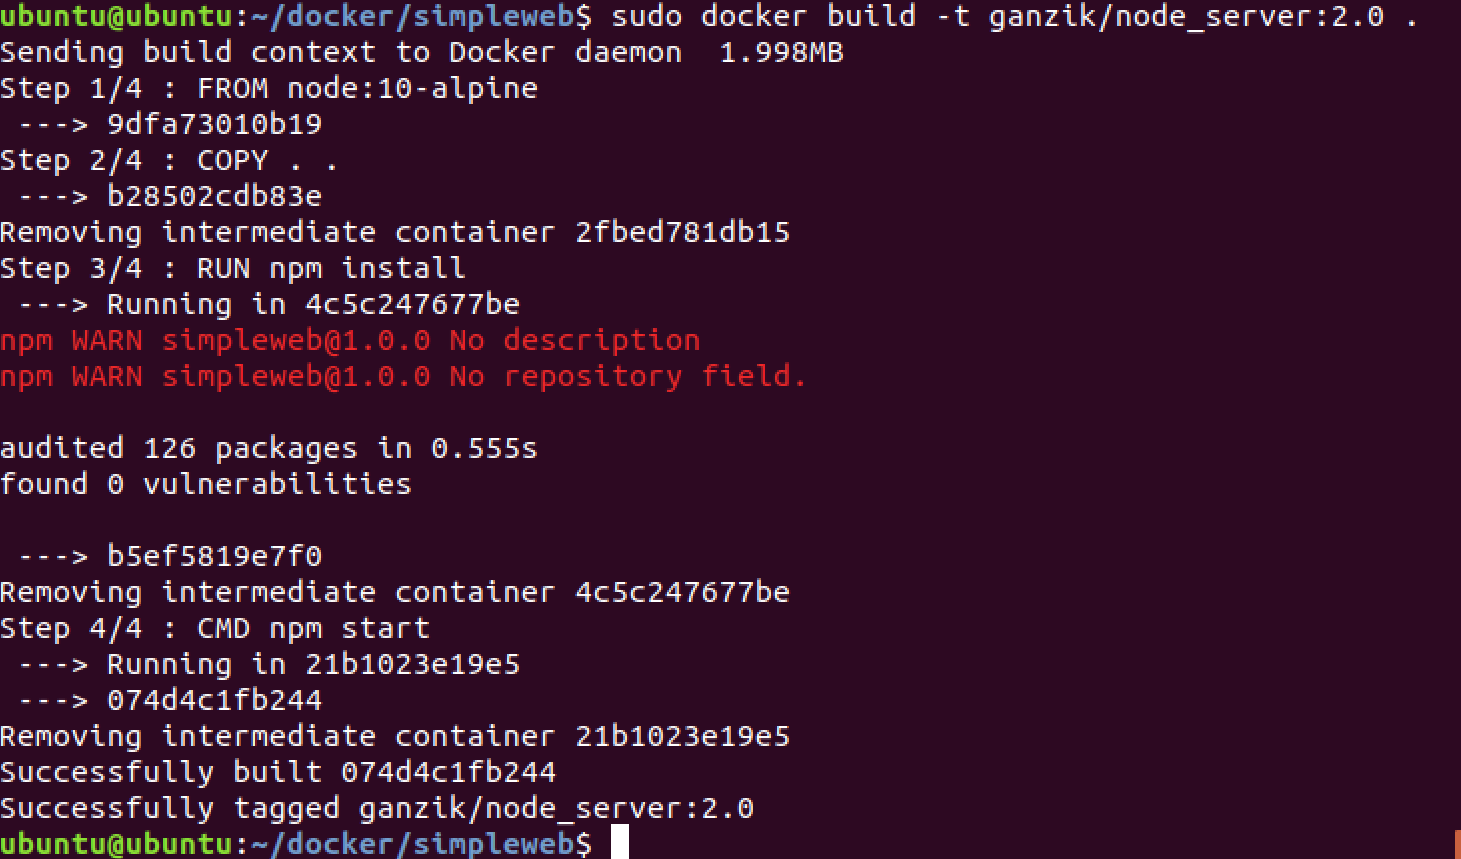 ubuntu@ubuntu:~/docker/simpleweb$ sudo docker build -t ganzik/node_server:2.0 .
Sending build context to Docker daemon  1.998MB
Step 1/4 : FROM node:10-alpine
 ---> 9dfa73010b19
Step 2/4 : COPY . .
 ---> b28502cdb83e
Removing intermediate container 2fbed781db15
Step 3/4 : RUN npm install
 ---> Running in 4c5c247677be
npm WARN simpleweb@1.0.0 No description
npm WARN simpleweb@1.0.0 No repository field.

audited 126 packages in 0.555s
found 0 vulnerabilities

 ---> b5ef5819e7f0
Removing intermediate container 4c5c247677be
Step 4/4 : CMD npm start
 ---> Running in 21b1023e19e5
 ---> 074d4c1fb244
Removing intermediate container 21b1023e19e5
Successfully built 074d4c1fb244
Successfully tagged ganzik/node_server:2.0
ubuntu@ubuntu:~/docker/simpleweb$